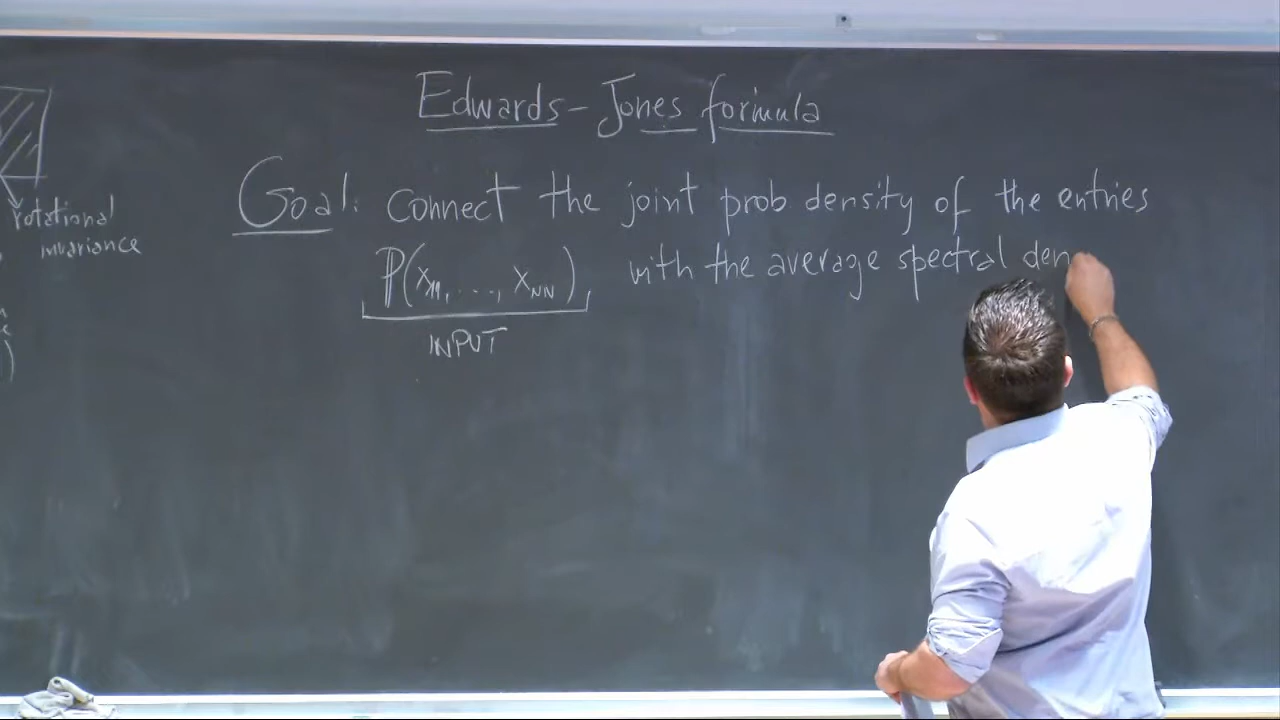 Edwards-Jones formula
Goal: Connect the joint prob density of the entries
P(x₁₁, ..., x_NN) with the average spectral den
INPUT
rotational
invariance